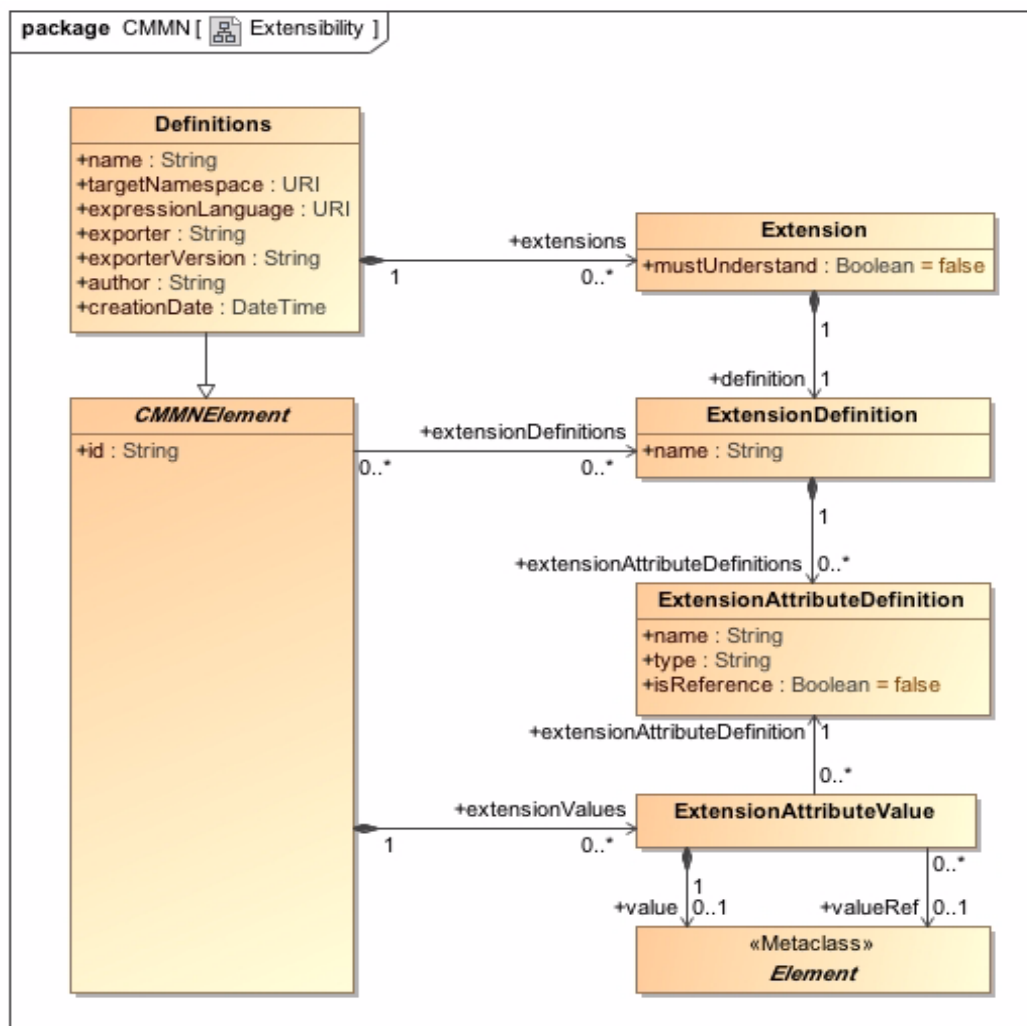 package CMMN [ Extensibility ]
Definitions
+name : String
+targetNamespace : URI
+expressionLanguage : URI
+exporter : String
+exporterVersion : String
+author : String
+creationDate : DateTime
+extensions
1
0..*
Extension
+mustUnderstand : Boolean = false
1
+definition
1
CMMNElement
+id : String
+extensionDefinitions
0..*
0..*
ExtensionDefinition
+name : String
1
+extensionAttributeDefinitions
0..*
ExtensionAttributeDefinition
+name : String
+type : String
+isReference : Boolean = false
+extensionAttributeDefinition
1
0..*
+extensionValues
1
0..*
ExtensionAttributeValue
1
0..*
+value
0..1
+valueRef
0..1
«Metaclass»
Element